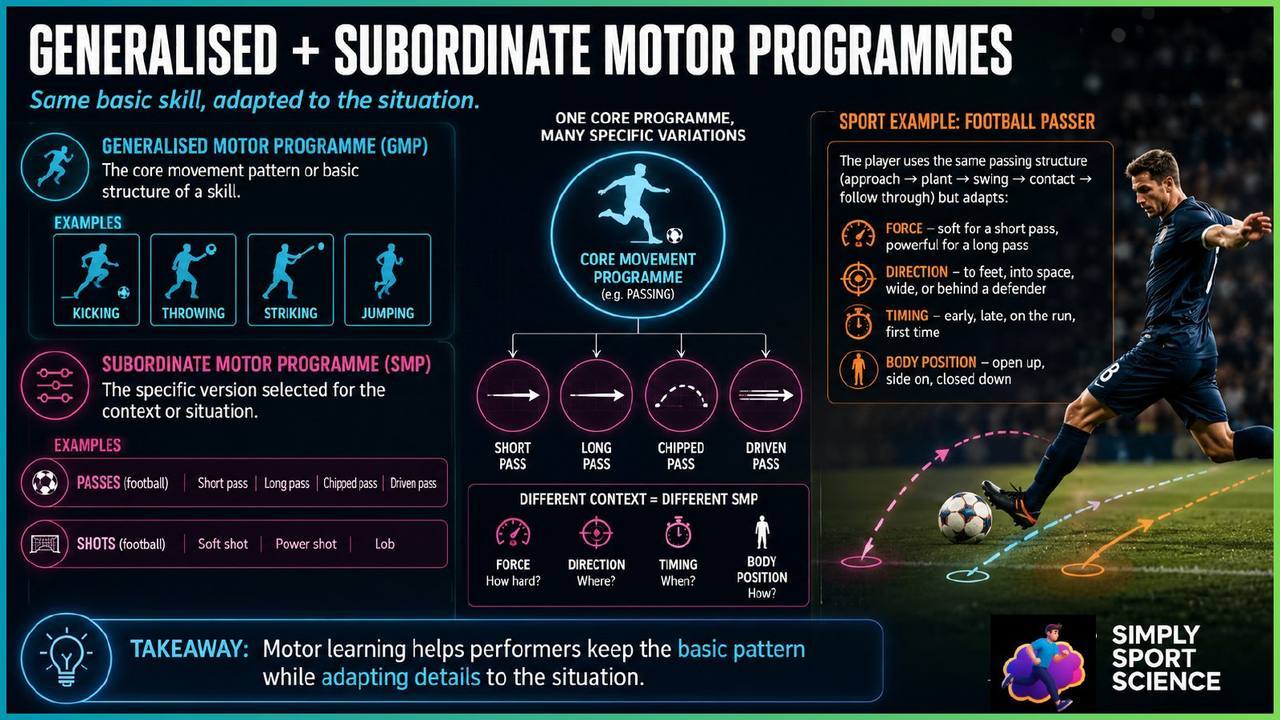 GENERALISED + SUBORDINATE MOTOR PROGRAMMES
Same basic skill, adapted to the situation.
GENERALISED MOTOR PROGRAMME (GMP)
The core movement pattern or basic
structure of a skill.
EXAMPLES
KICKING
THROWING
STRIKING
JUMPING
SUBORDINATE MOTOR PROGRAMME (SMP)
The specific version selected for the
context or situation.
EXAMPLES
PASSES (football) | Short pass | Long pass | Chipped pass | Driven pass
SHOTS (football) | Soft shot | Power shot | Lob
ONE CORE PROGRAMME,
MANY SPECIFIC VARIATIONS
CORE MOVEMENT
PROGRAMME
(e.g. PASSING)
SHORT
PASS
LONG
PASS
CHIPPED
PASS
DRIVEN
PASS
DIFFERENT CONTEXT = DIFFERENT SMP
FORCE
How hard?
DIRECTION
Where?
TIMING
When?
BODY
POSITION
How?
SPORT EXAMPLE: FOOTBALL PASSER
The player uses the same passing structure
(approach → plant → swing → contact →
follow through) but adapts:
FORCE – soft for a short pass,
powerful for a long pass
DIRECTION – to feet, into space,
wide, or behind a defender
TIMING – early, late, on the run,
first time
BODY POSITION – open up,
side on, closed down
8
TAKEAWAY: Motor learning helps performers keep the basic pattern
while adapting details to the situation.
SIMPLY
SPORT
SCIENCE